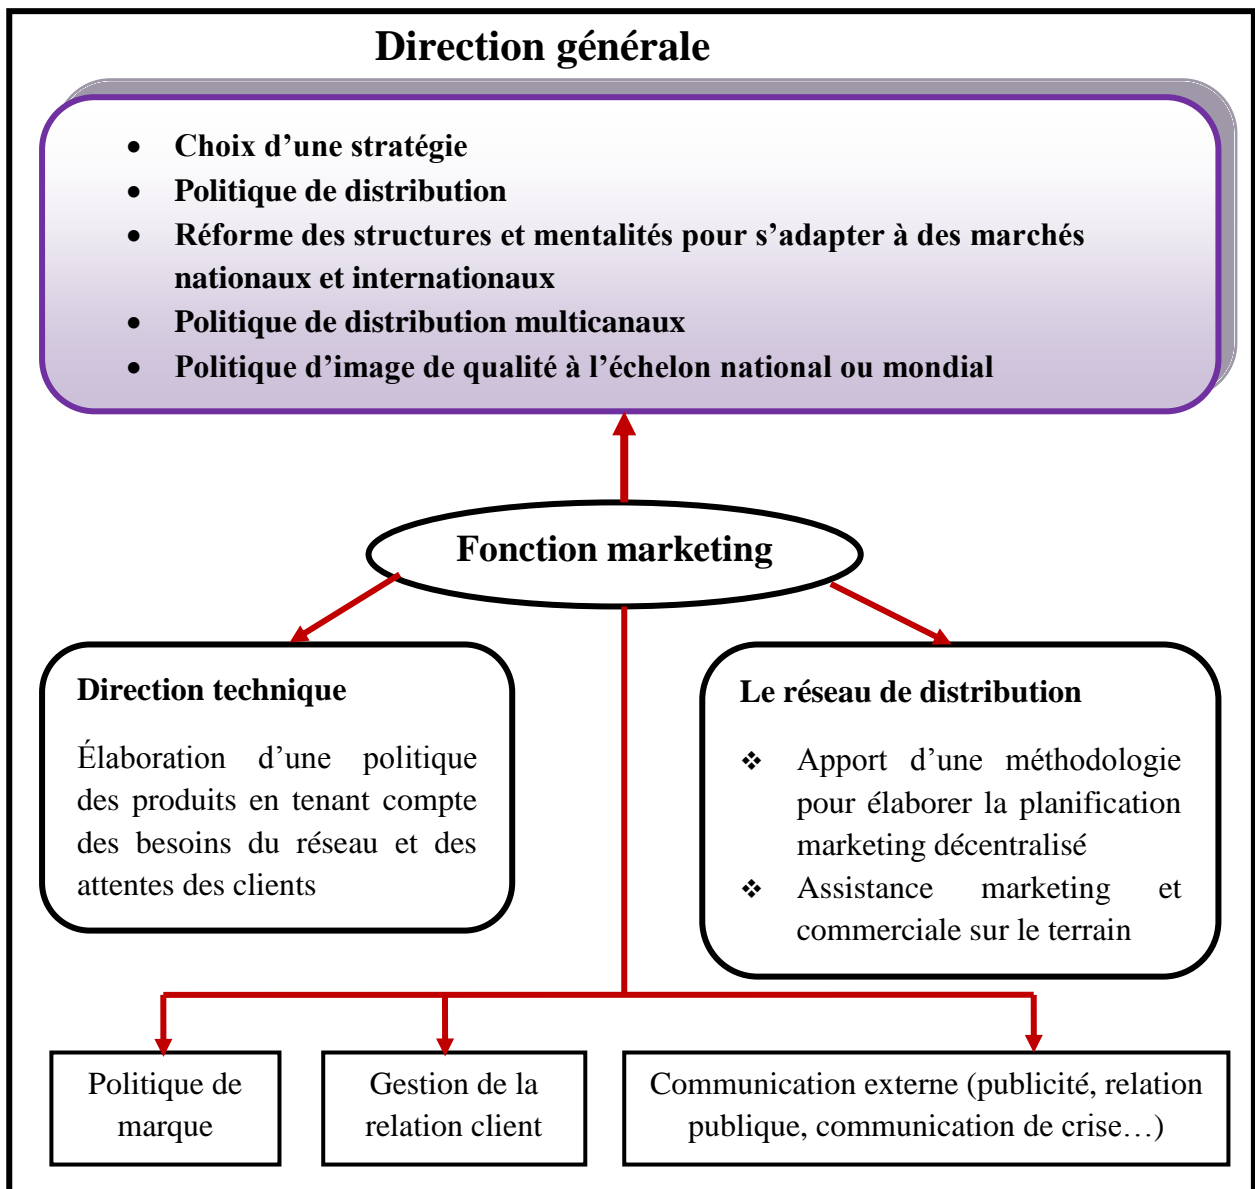 Direction générale
• Choix d’une stratégie
• Politique de distribution
• Réforme des structures et mentalités pour s’adapter à des marchés
nationaux et internationaux
• Politique de distribution multicanaux
• Politique d’image de qualité à l’échelon national ou mondial
Fonction marketing
Direction technique
Élaboration d’une politique
des produits en tenant compte
des besoins du réseau et des
attentes des clients
Le réseau de distribution
❖ Apport d’une méthodologie
pour élaborer la planification
marketing décentralisé
❖ Assistance marketing et
commerciale sur le terrain
Politique de
marque
Gestion de la
relation client
Communication externe (publicité, relation
publique, communication de crise…)